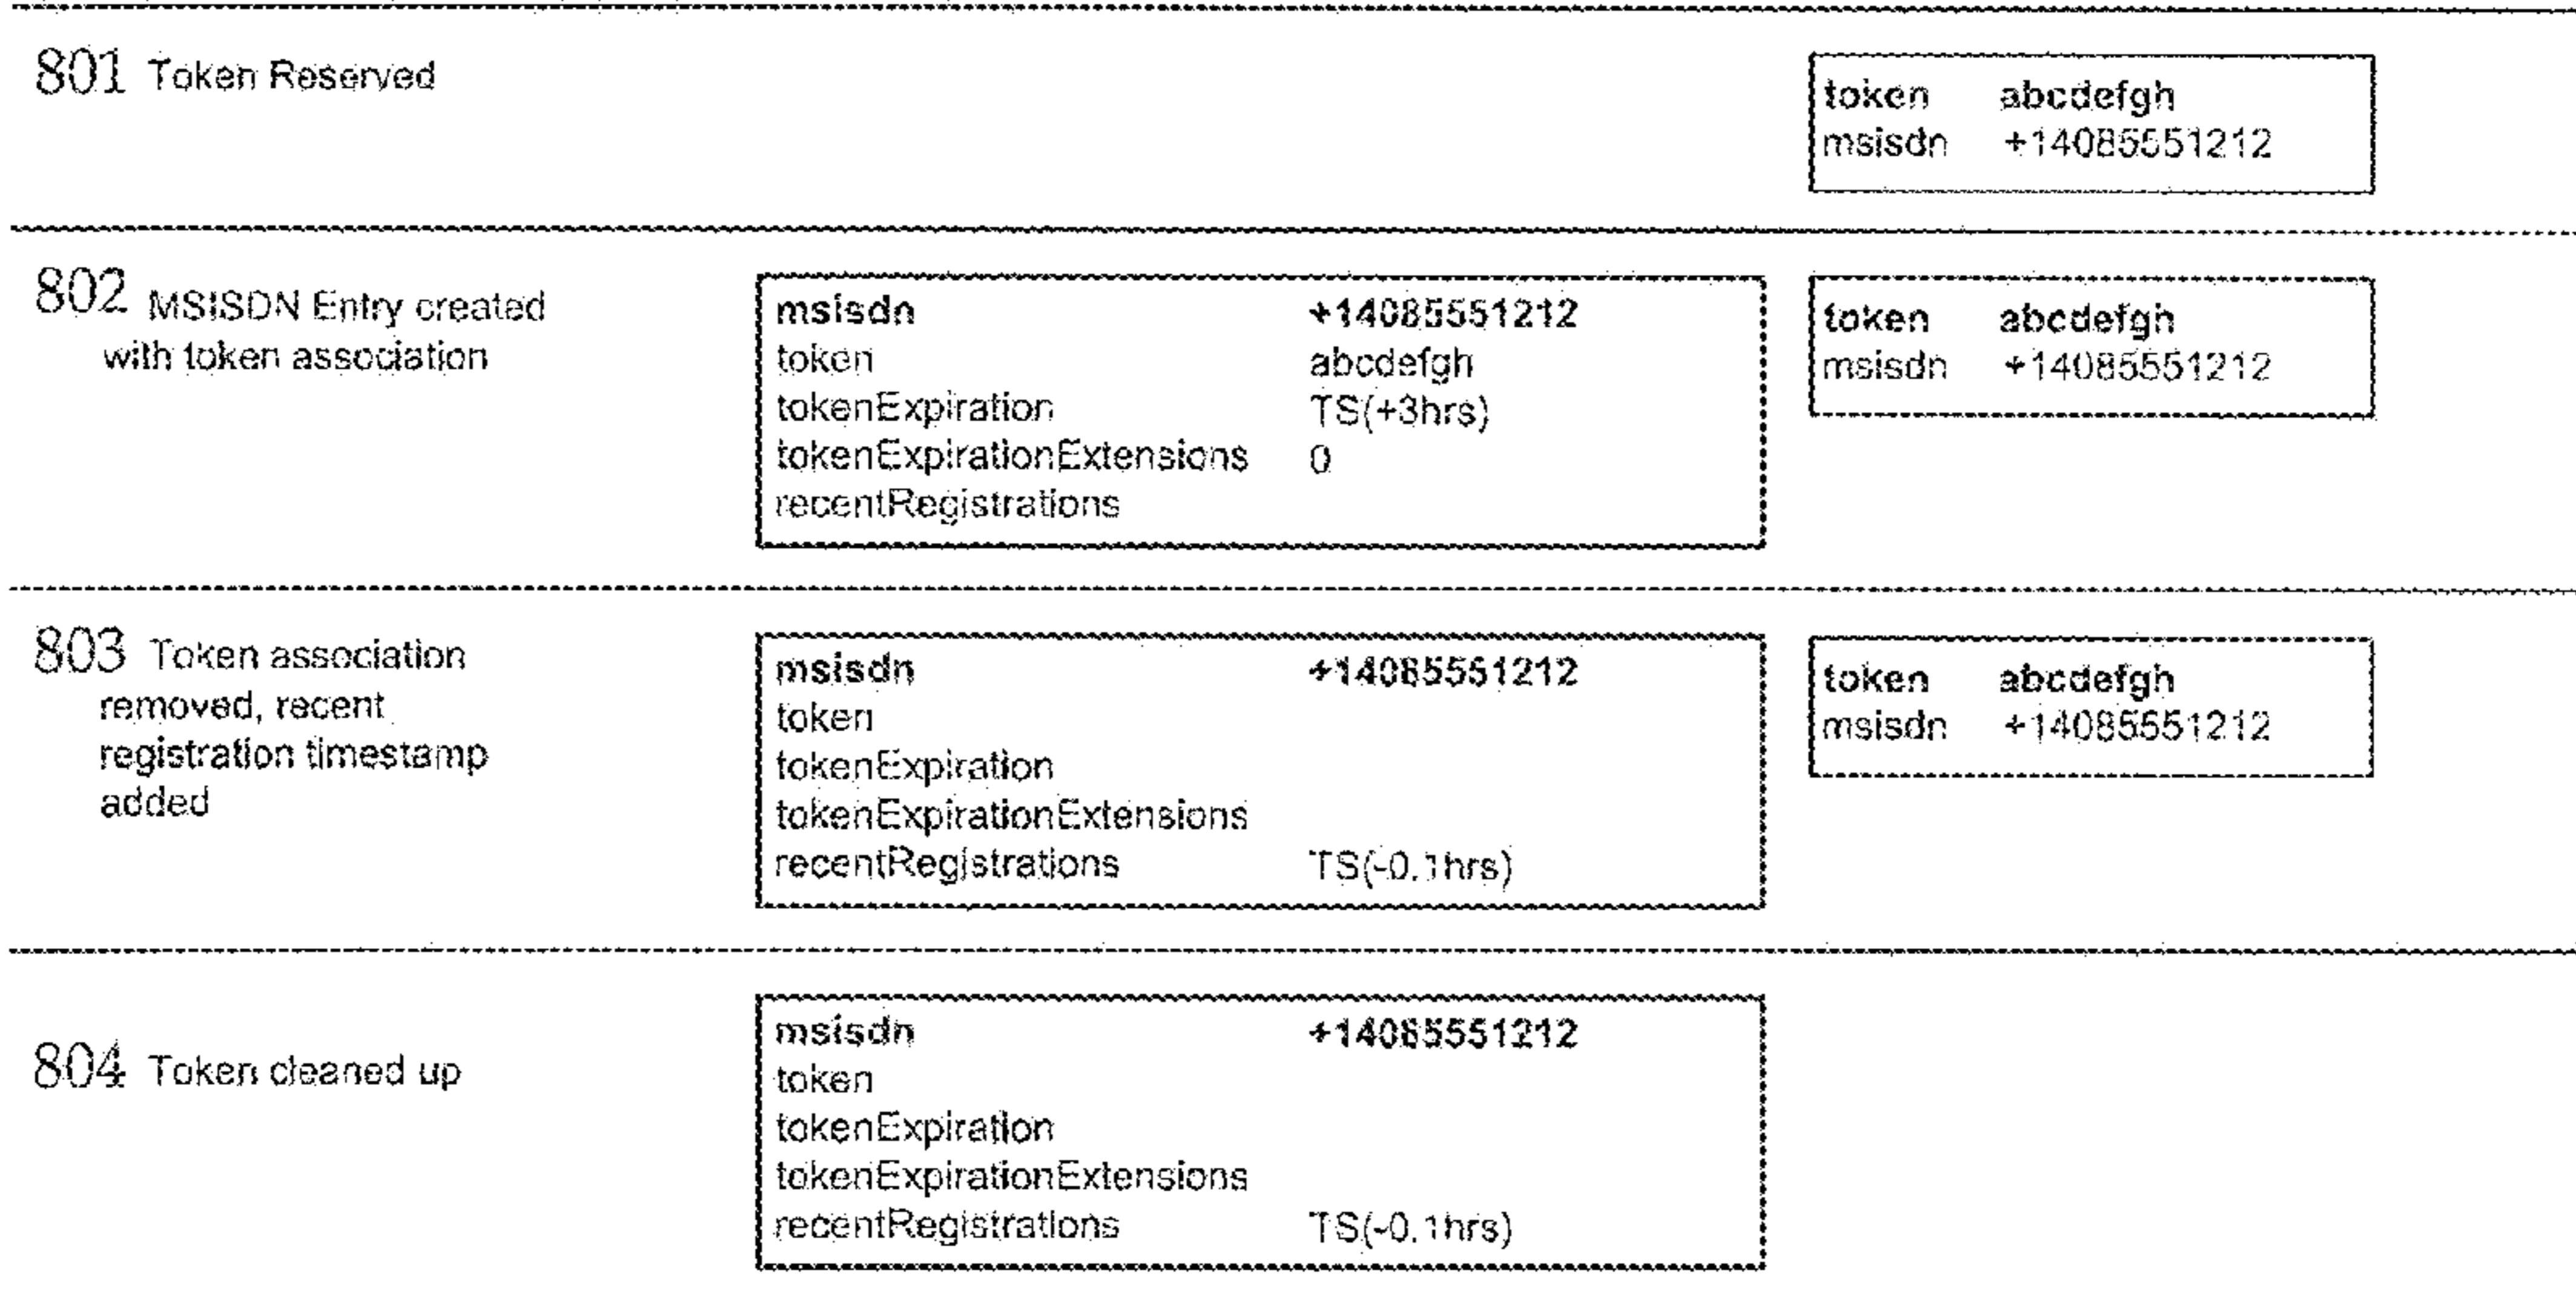 801 Token Reserved
token abcdefgh
msisdn +14085551212
802 MSISDN Entry created
with token association
msisdn +14085551212
token abcdefgh
tokenExpiration TS(+3hrs)
tokenExpirationExtensions 0
recentRegistrations
token abcdefgh
msisdn +14085551212
803 Token association
removed, recent
registration timestamp
added
msisdn +14085551212
token
tokenExpiration
tokenExpirationExtensions
recentRegistrations TS(-0.1hrs)
token abcdefgh
msisdn +14085551212
804 Token cleaned up
msisdn +14085551212
token
tokenExpiration
tokenExpirationExtensions
recentRegistrations TS(-0.1hrs)